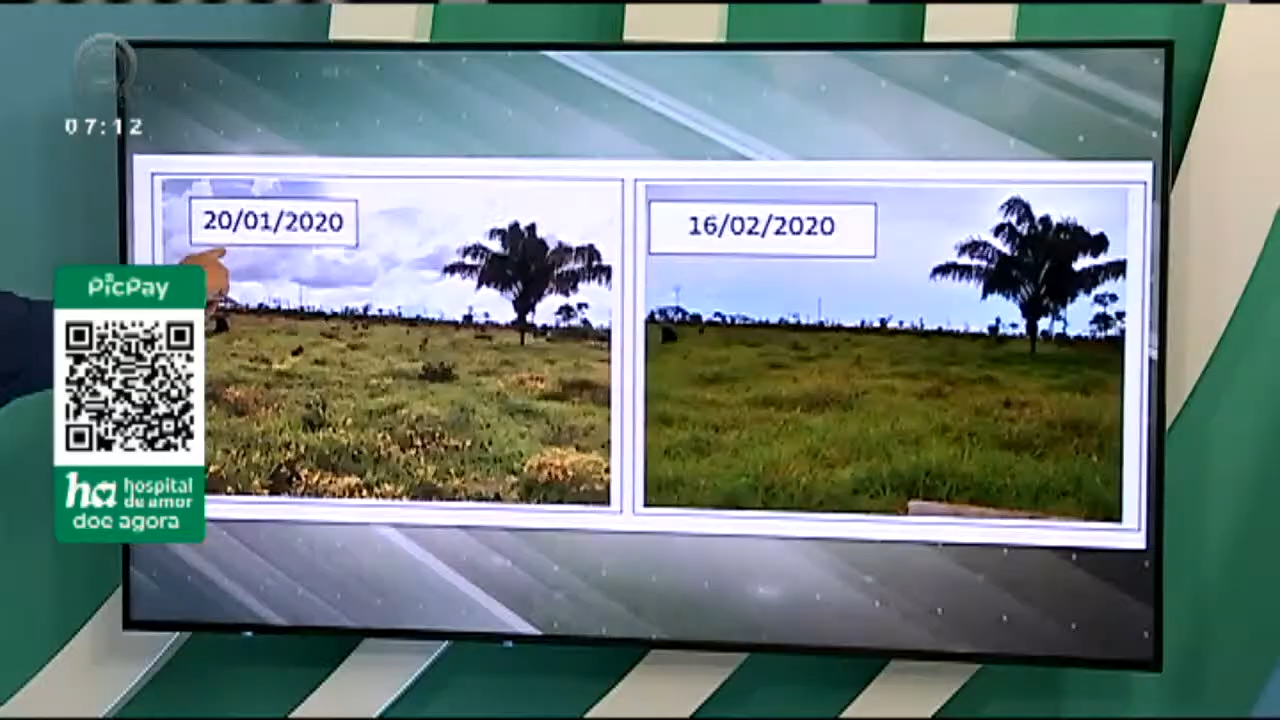 07:12
20/01/2020
16/02/2020
PicPay
ha hospital
de amor
doe agora